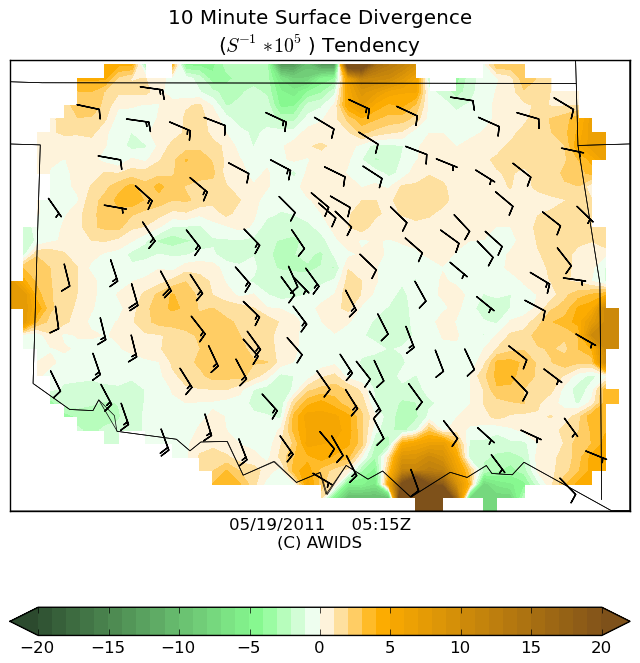 10 Minute Surface Divergence
(S⁻¹ *10⁵ ) Tendency
05/19/2011 05:15Z
(C) AWIDS
−20 −15 −10 −5 0 5 10 15 20